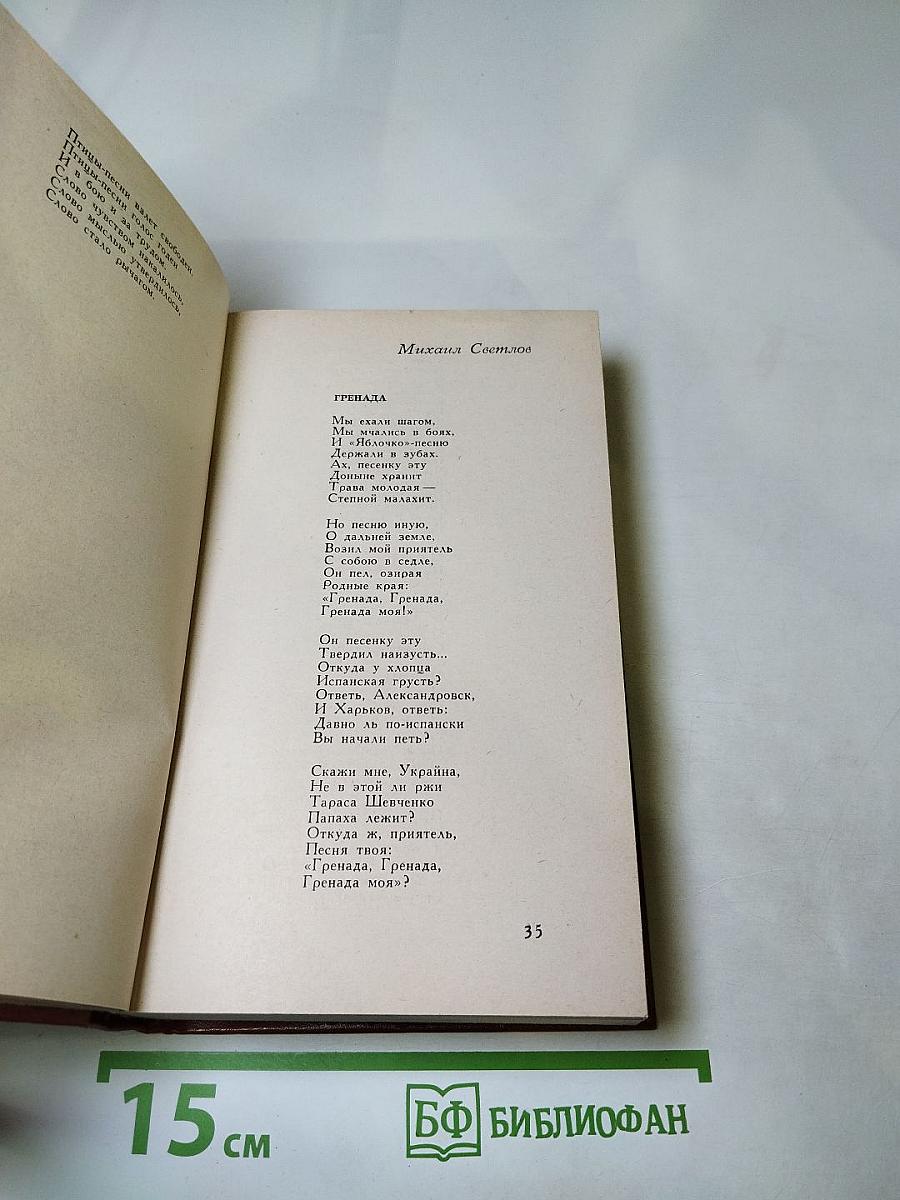 Птицы-песни взлет свободен.
Птицы-песни голос годен
И в бою и за трудом.
Слово чувством накалилось,
Слово мыслью утвердилось,
Слово стало рычагом.
Михаил Светлов
ГРЕНАДА
Мы ехали шагом,
Мы мчались в боях,
И «Яблочко»-песню
Держали в зубах.
Ах, песенку эту
Доныне хранит
Трава молодая —
Степной малахит.
Но песню иную,
О дальней земле,
Возил мой приятель
С собою в седле,
Он пел, озирая
Родные края:
«Гренада, Гренада,
Гренада моя!»
Он песенку эту
Твердил наизусть...
Откуда у хлопца
Испанская грусть?
Ответь, Александровск,
И Харьков, ответь:
Давно ль по-испански
Вы начали петь?
Скажи мне, Украйна,
Не в этой ли ржи
Тараса Шевченко
Папаха лежит?
Откуда ж, приятель,
Песня твоя:
«Гренада, Гренада,
Гренада моя»?
35
15 см
БФ БИБЛИОФАН